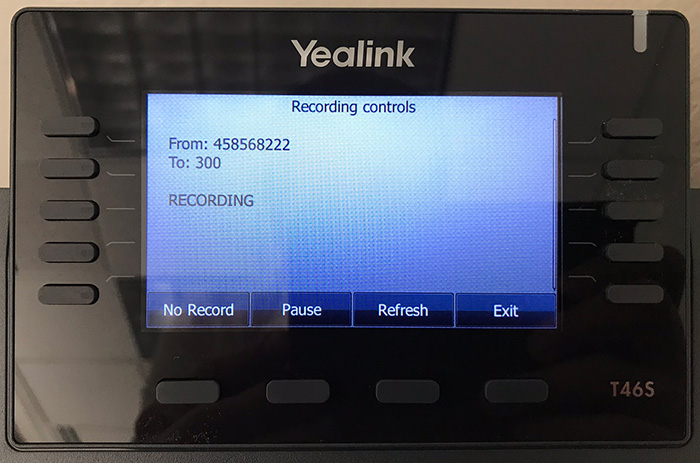 Yealink
Recording controls
From: 458568222
To: 300
RECORDING
No Record Pause Refresh Exit
T46S